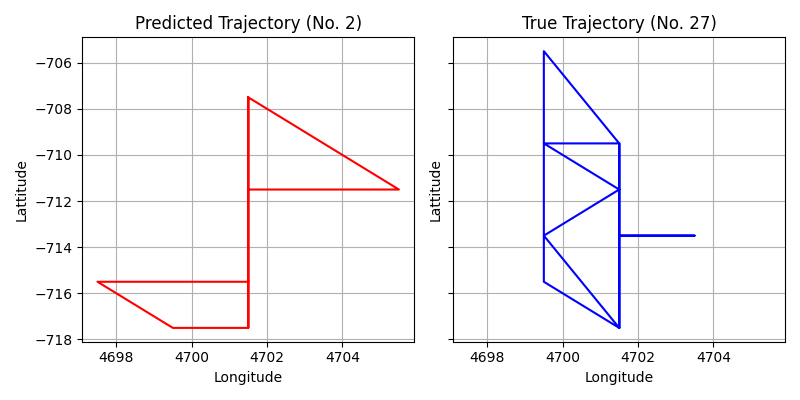 Predicted Trajectory (No. 2)
True Trajectory (No. 27)
Lattitude
−706
−708
−710
−712
−714
−716
−718
4698 4700 4702 4704
Longitude
Lattitude
4698 4700 4702 4704
Longitude